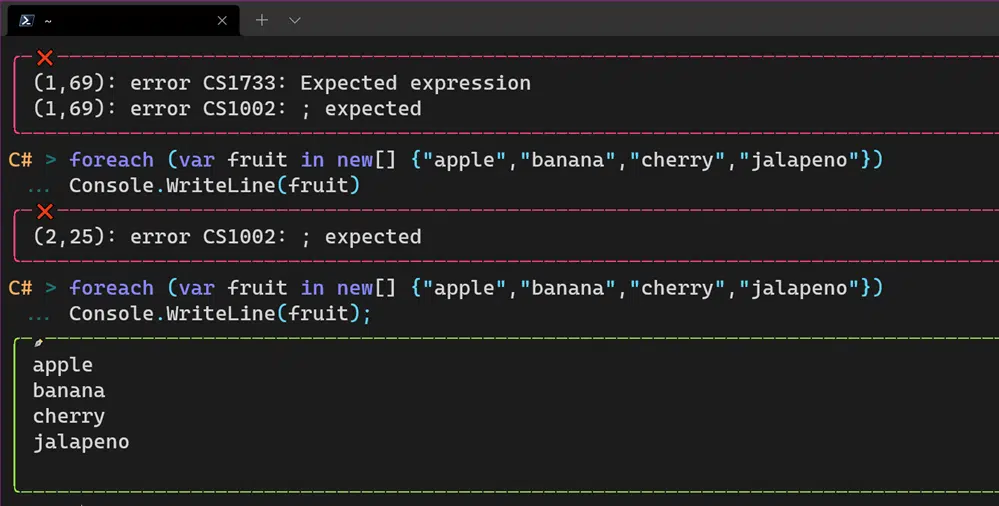 ~
(1,69): error CS1733: Expected expression
(1,69): error CS1002: ; expected
C# > foreach (var fruit in new[] {"apple","banana","cherry","jalapeno"})
... Console.WriteLine(fruit)
(2,25): error CS1002: ; expected
C# > foreach (var fruit in new[] {"apple","banana","cherry","jalapeno"})
... Console.WriteLine(fruit);
apple
banana
cherry
jalapeno